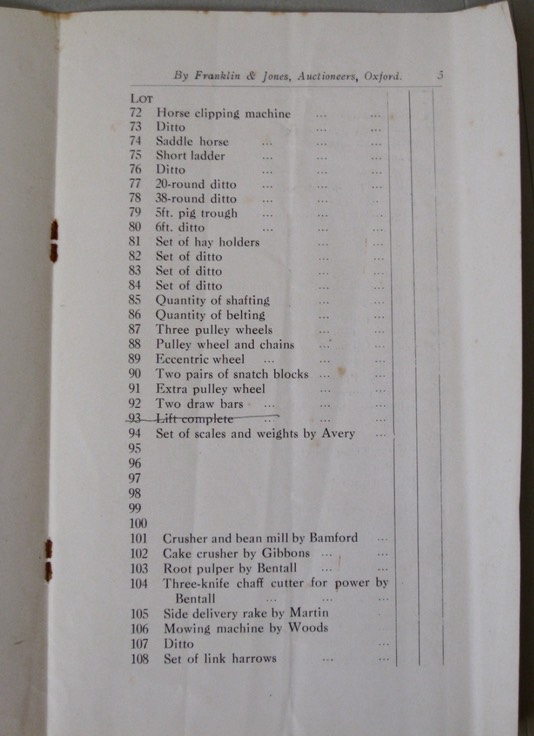 By Franklin & Jones, Auctioneers, Oxford. 5
LOT
72 Horse clipping machine ... ...
73 Ditto ... ...
74 Saddle horse ... ... ...
75 Short ladder ... ... ...
76 Ditto ... ... ...
77 20-round ditto ... ... ...
78 38-round ditto ... ... ...
79 5ft. pig trough ... ... ...
80 6ft. ditto ... ... ...
81 Set of hay holders ... ...
82 Set of ditto ... ...
83 Set of ditto ... ...
84 Set of ditto ... ...
85 Quantity of shafting ... ...
86 Quantity of belting ... ...
87 Three pulley wheels ... ...
88 Pulley wheel and chains ... ...
89 Eccentric wheel ... ... ...
90 Two pairs of snatch blocks ... ...
91 Extra pulley wheel ... ...
92 Two draw bars ... ... ...
93 Lift complete ... ... ...
94 Set of scales and weights by Avery ...
95
96
97
98
99
100
101 Crusher and bean mill by Bamford ...
102 Cake crusher by Gibbons ... ...
103 Root pulper by Bentall ... ...
104 Three-knife chaff cutter for power by
Bentall ... ... ...
105 Side delivery rake by Martin
106 Mowing machine by Woods
107 Ditto ...
108 Set of link harrows ... ...